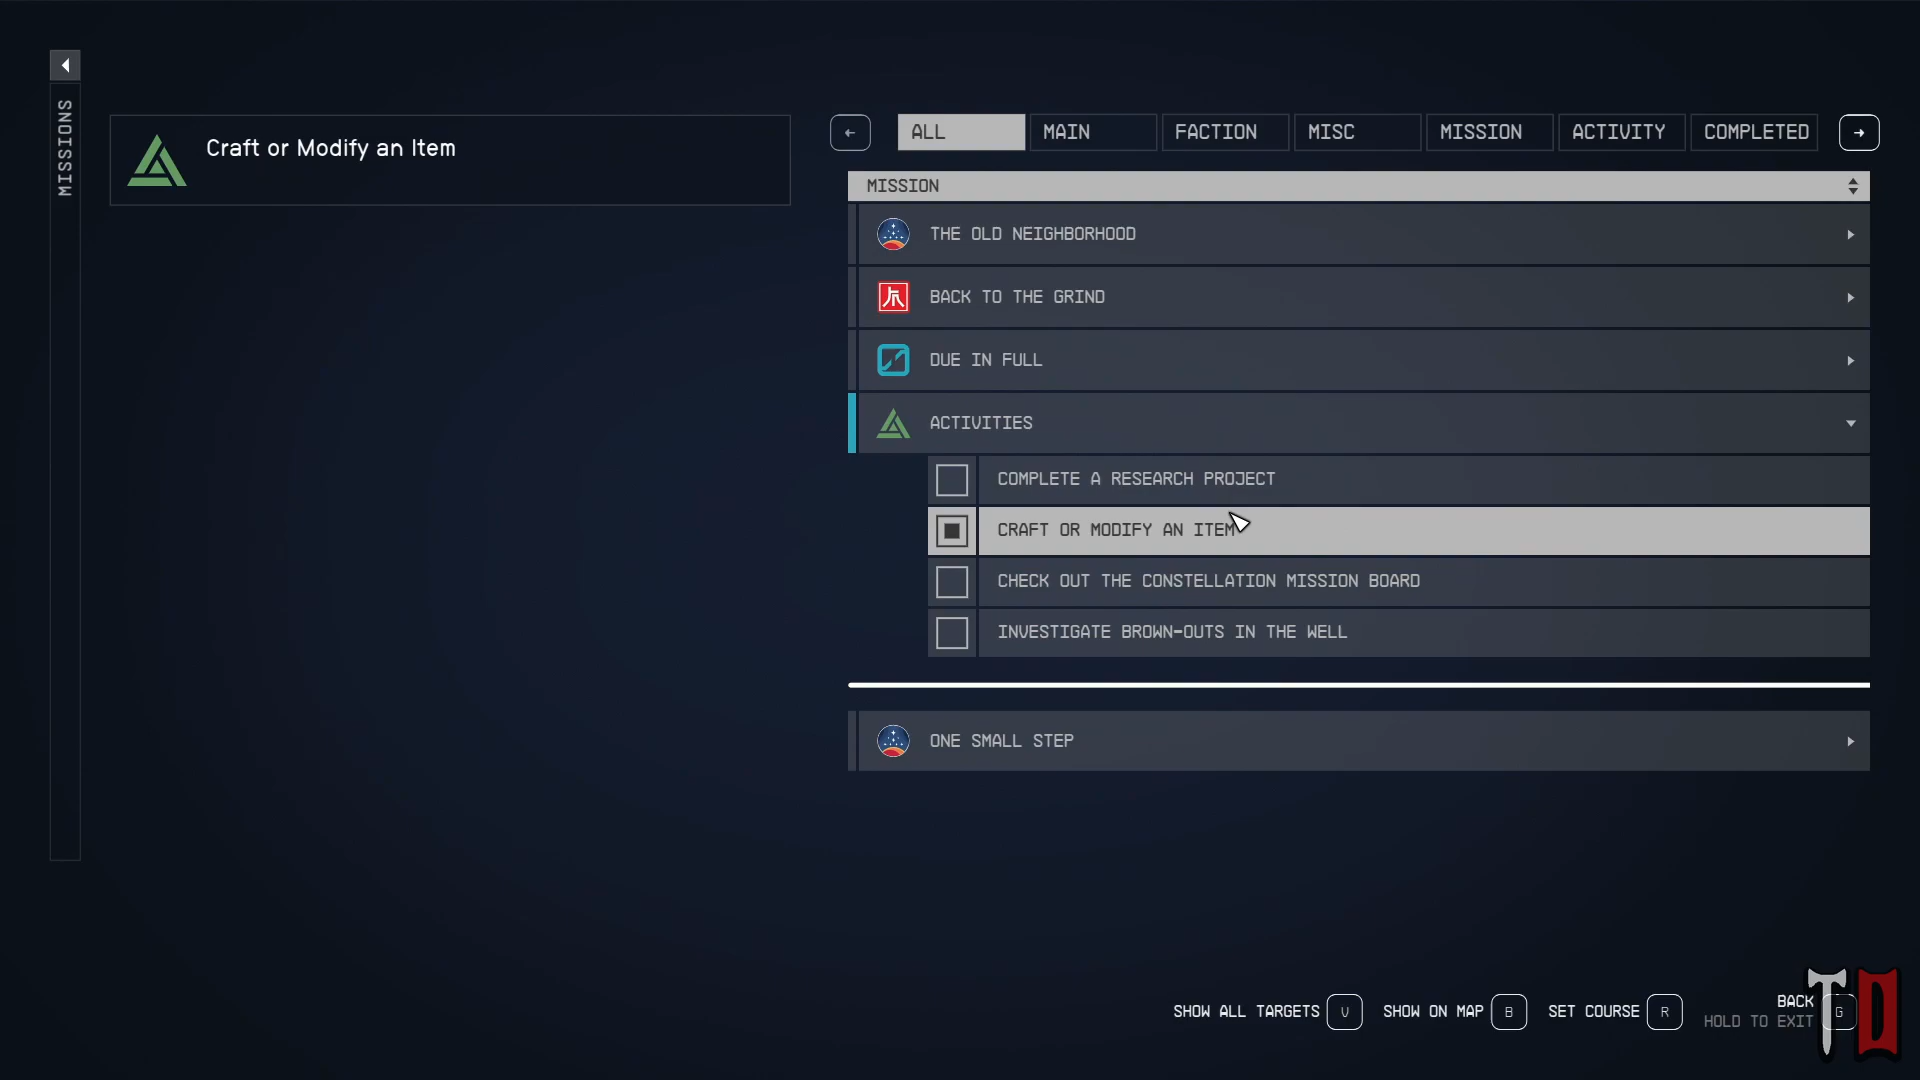 MISSIONS
Craft or Modify an Item
ALL MAIN FACTION MISC MISSION ACTIVITY COMPLETED
MISSION
THE OLD NEIGHBORHOOD
BACK TO THE GRIND
DUE IN FULL
ACTIVITIES
COMPLETE A RESEARCH PROJECT
CRAFT OR MODIFY AN ITEM
CHECK OUT THE CONSTELLATION MISSION BOARD
INVESTIGATE BROWN-OUTS IN THE WELL
ONE SMALL STEP
SHOW ALL TARGETS V SHOW ON MAP B SET COURSE R BACK G
HOLD TO EXIT
TD